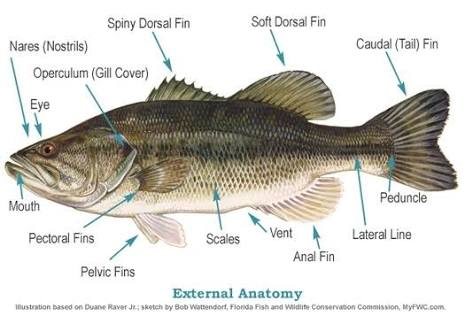 Spiny Dorsal Fin
Soft Dorsal Fin
Nares (Nostrils)
Caudal (Tail) Fin
Operculum (Gill Cover)
Eye
Mouth
Peduncle
Pectoral Fins
Scales
Vent
Lateral Line
Anal Fin
Pelvic Fins
External Anatomy
Illustration based on Duane Raver Jr.; sketch by Bob Wattendorf, Florida Fish and Wildlife Conservation Commission, MyFWC.com.